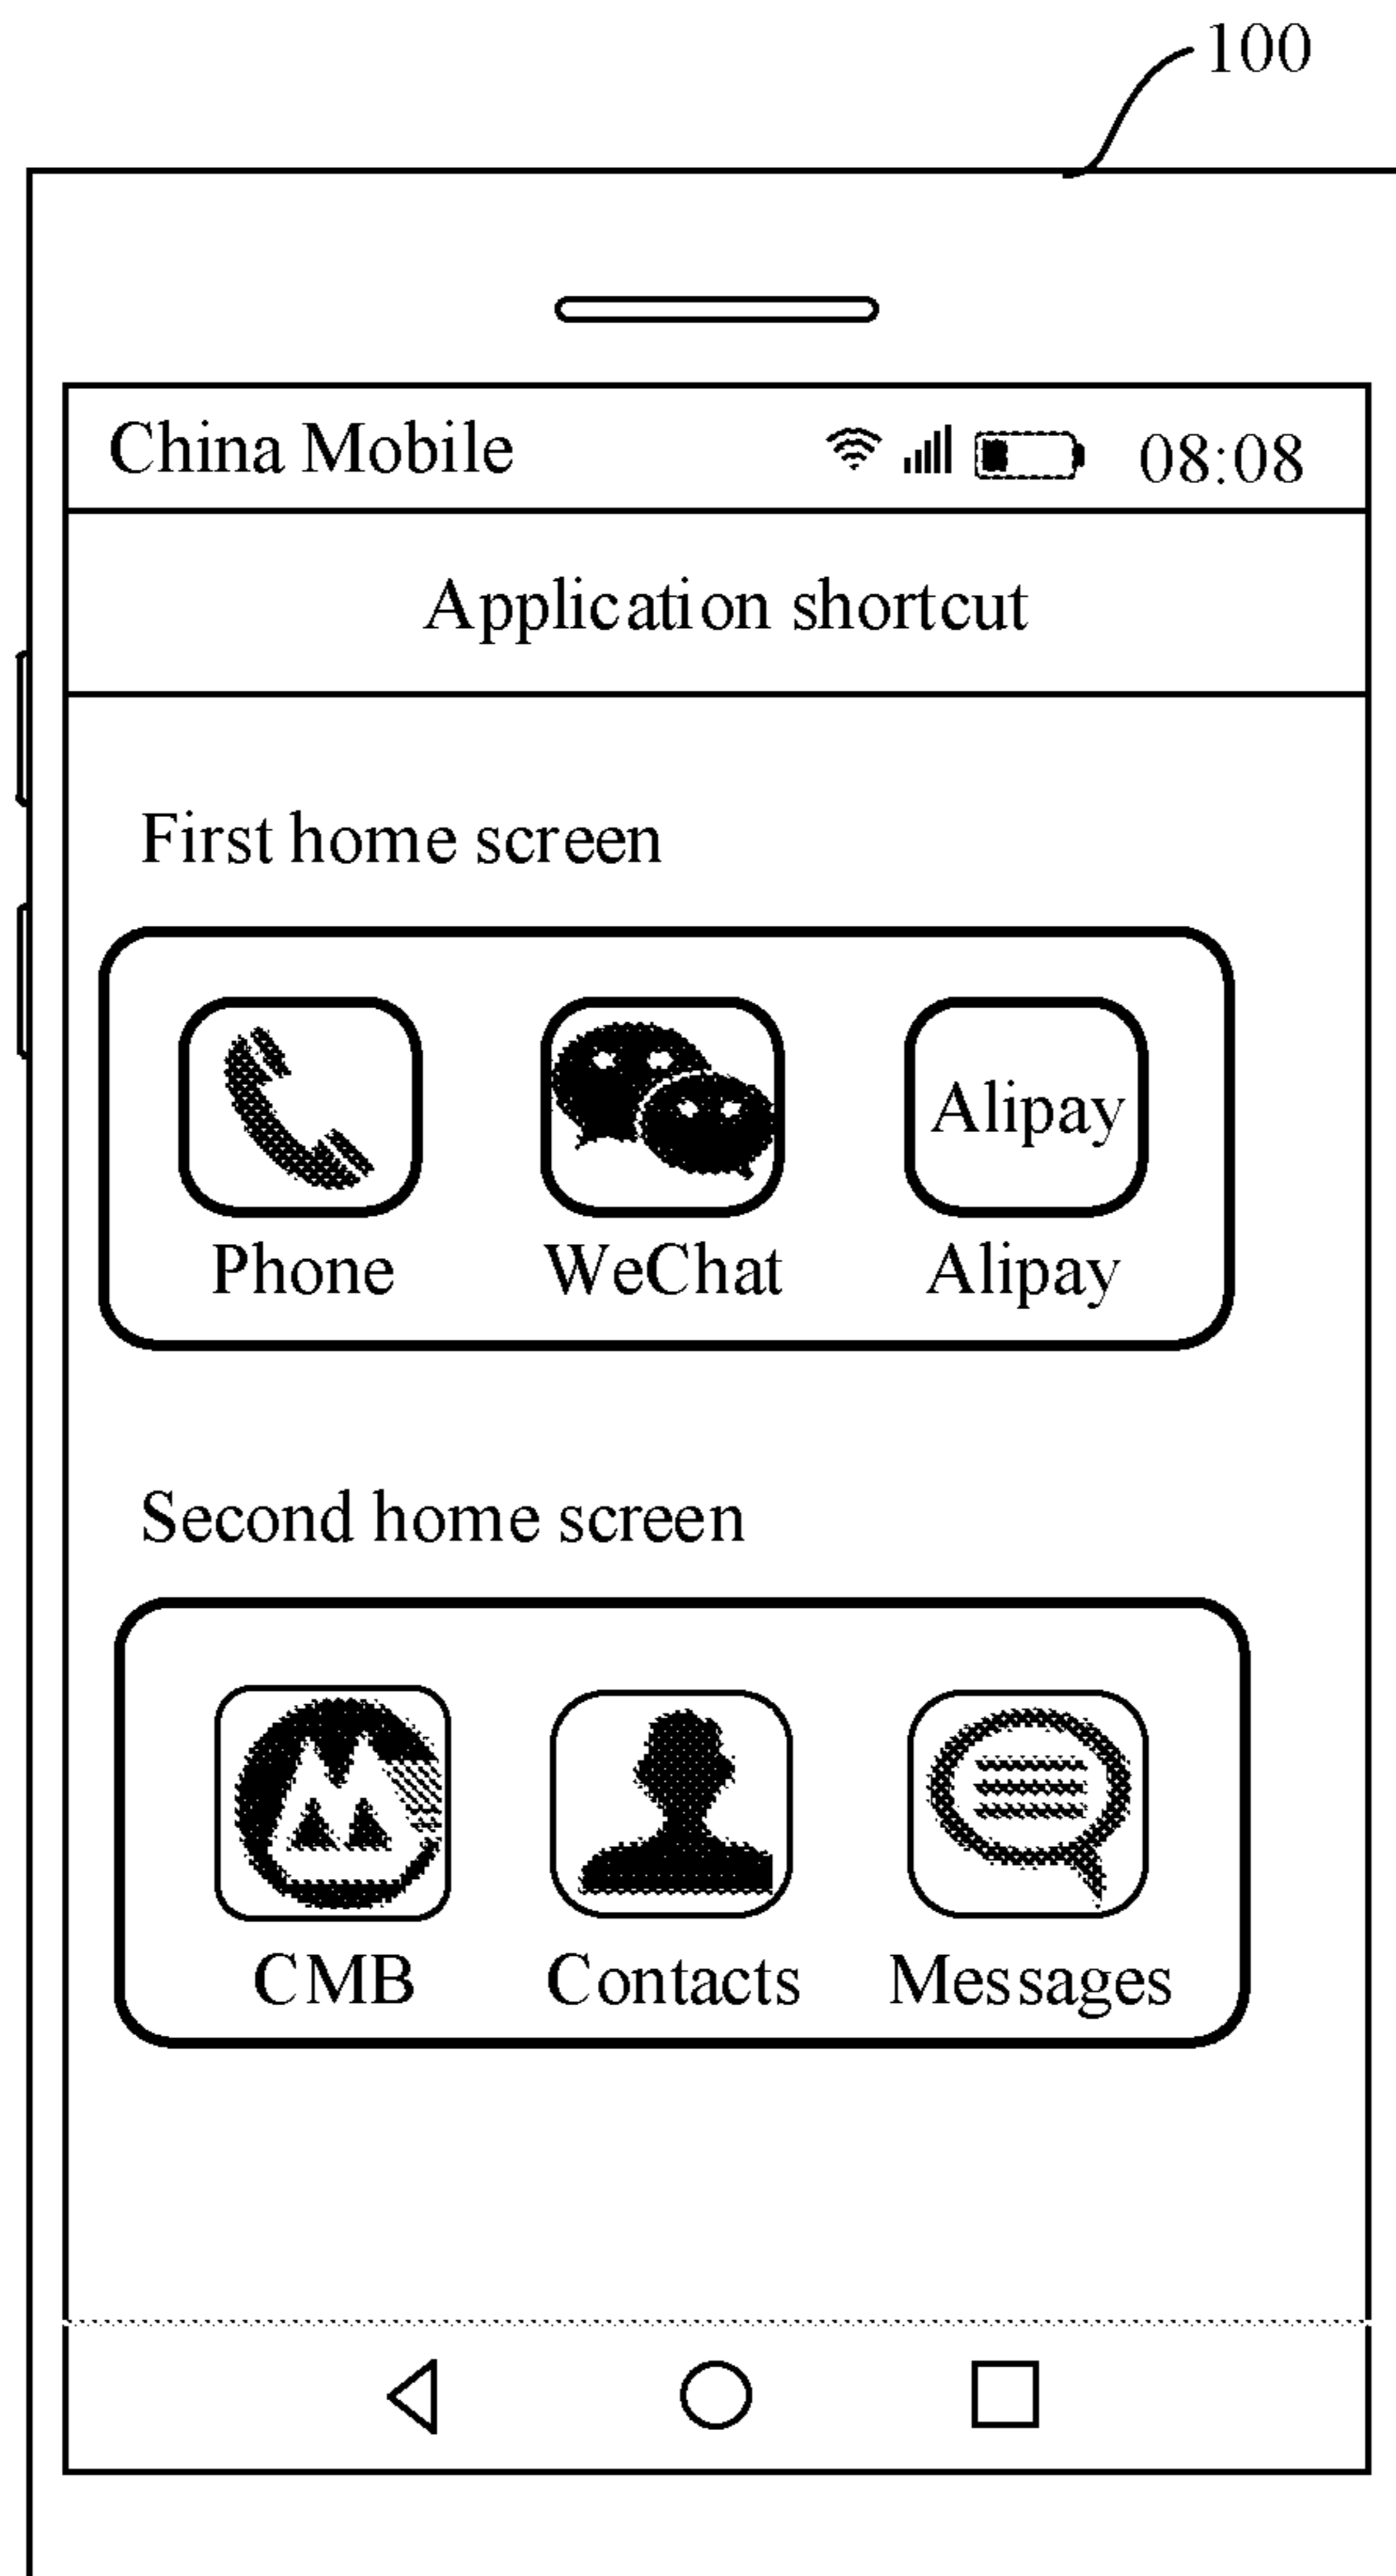 100
China Mobile 08:08
Application shortcut
First home screen
Alipay
Phone WeChat Alipay
Second home screen
CMB Contacts Messages